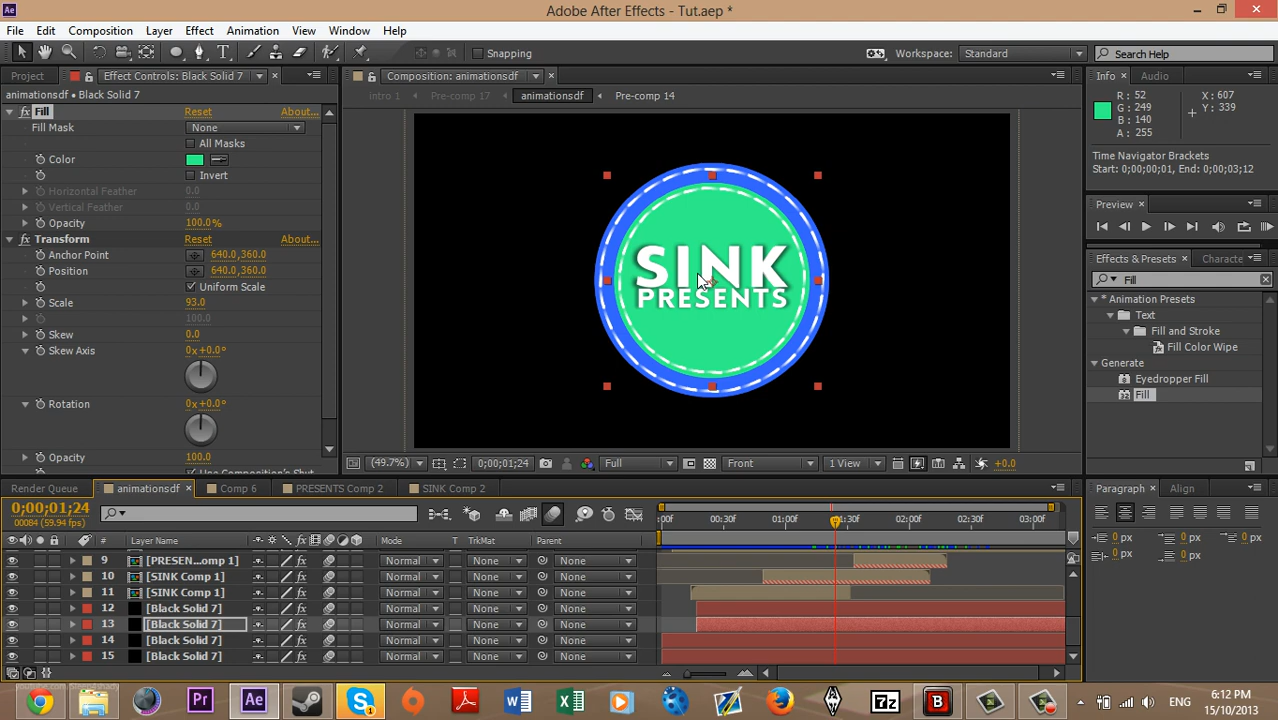 Adobe After Effects - Tut.aep *
File Edit Composition Layer Effect Animation View Window Help
Snapping
Workspace: Standard
Search Help
Project Effect Controls: Black Solid 7
Composition: animationsdf
Info Audio
animationsdf • Black Solid 7
intro 1 Pre-comp 17 animationsdf Pre-comp 14
fx Fill Reset About...
Fill Mask None
All Masks
Color
Invert
Horizontal Feather 0.0
Vertical Feather 0.0
Opacity 100.0%
Transform Reset About...
Anchor Point 640.0,360.0
Position 640.0,360.0
Uniform Scale
Scale 93.0
100.0
Skew 0.0
Skew Axis 0x+0.0°
Rotation 0x+0.0°
Opacity 100.0
SINK
PRESENTS
R: 52
G: 249
B: 140
A: 255
X: 607
Y: 339
Time Navigator Brackets
Start: 0;00;00;01, End: 0;00;03;12
Preview
Effects & Presets Characte
Fill
* Animation Presets
Text
Fill and Stroke
Fill Color Wipe
Generate
Eyedropper Fill
Fill
(49.7%) 0;00;01;24 Full Front 1 View +0.0
Render Queue animationsdf Comp 6 PRESENTS Comp 2 SINK Comp 2
Paragraph Align
0;00;01;24
00084 (59.94 fps)
:00f 00:30f 01:00f 01:30f 02:00f 02:30f 03:00f
# Layer Name Mode T TrkMat Parent
9 [PRESEN...omp 1] Normal None None
10 [SINK Comp 1] Normal None None
11 [SINK Comp 1] Normal None None
12 [Black Solid 7] Normal None None
13 [Black Solid 7] Normal None None
14 [Black Solid 7] Normal None None
15 [Black Solid 7] Normal None None
0 px 0 px 0 px
0 px 0 px
ENG
6:12 PM
15/10/2013